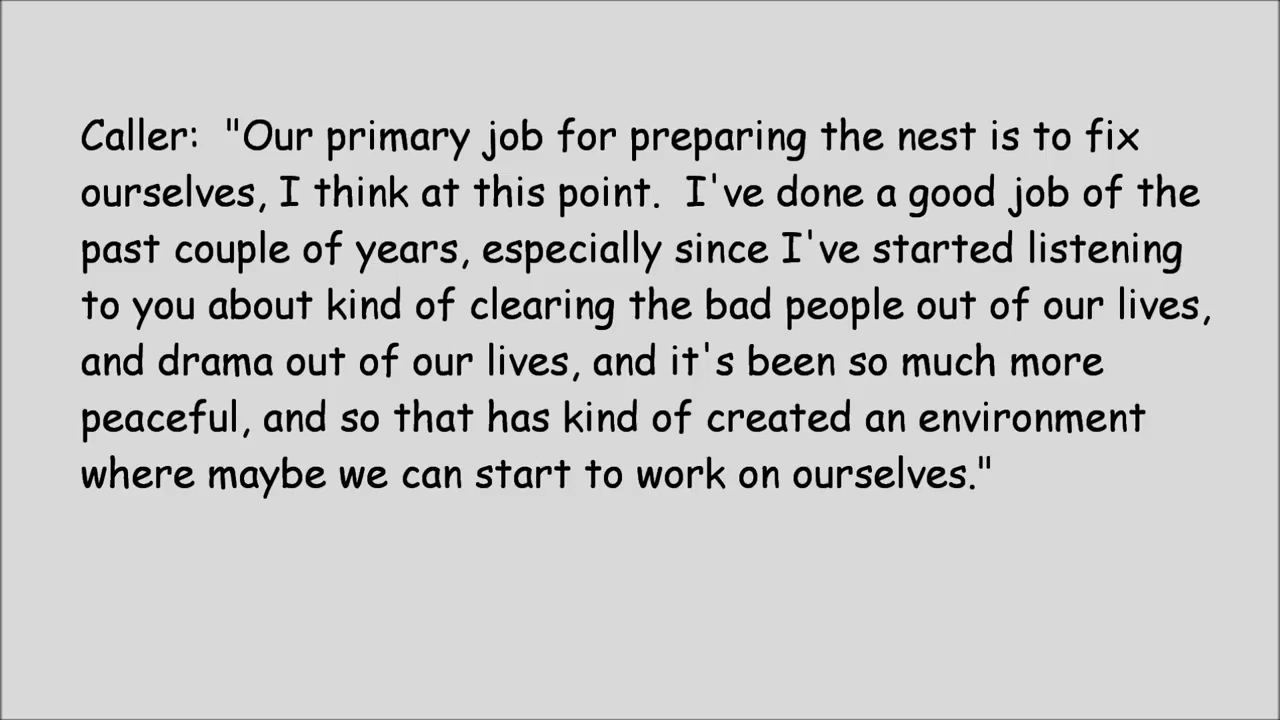 Caller:  "Our primary job for preparing the nest is to fix
ourselves, I think at this point.  I've done a good job of the
past couple of years, especially since I've started listening
to you about kind of clearing the bad people out of our lives,
and drama out of our lives, and it's been so much more
peaceful, and so that has kind of created an environment
where maybe we can start to work on ourselves."